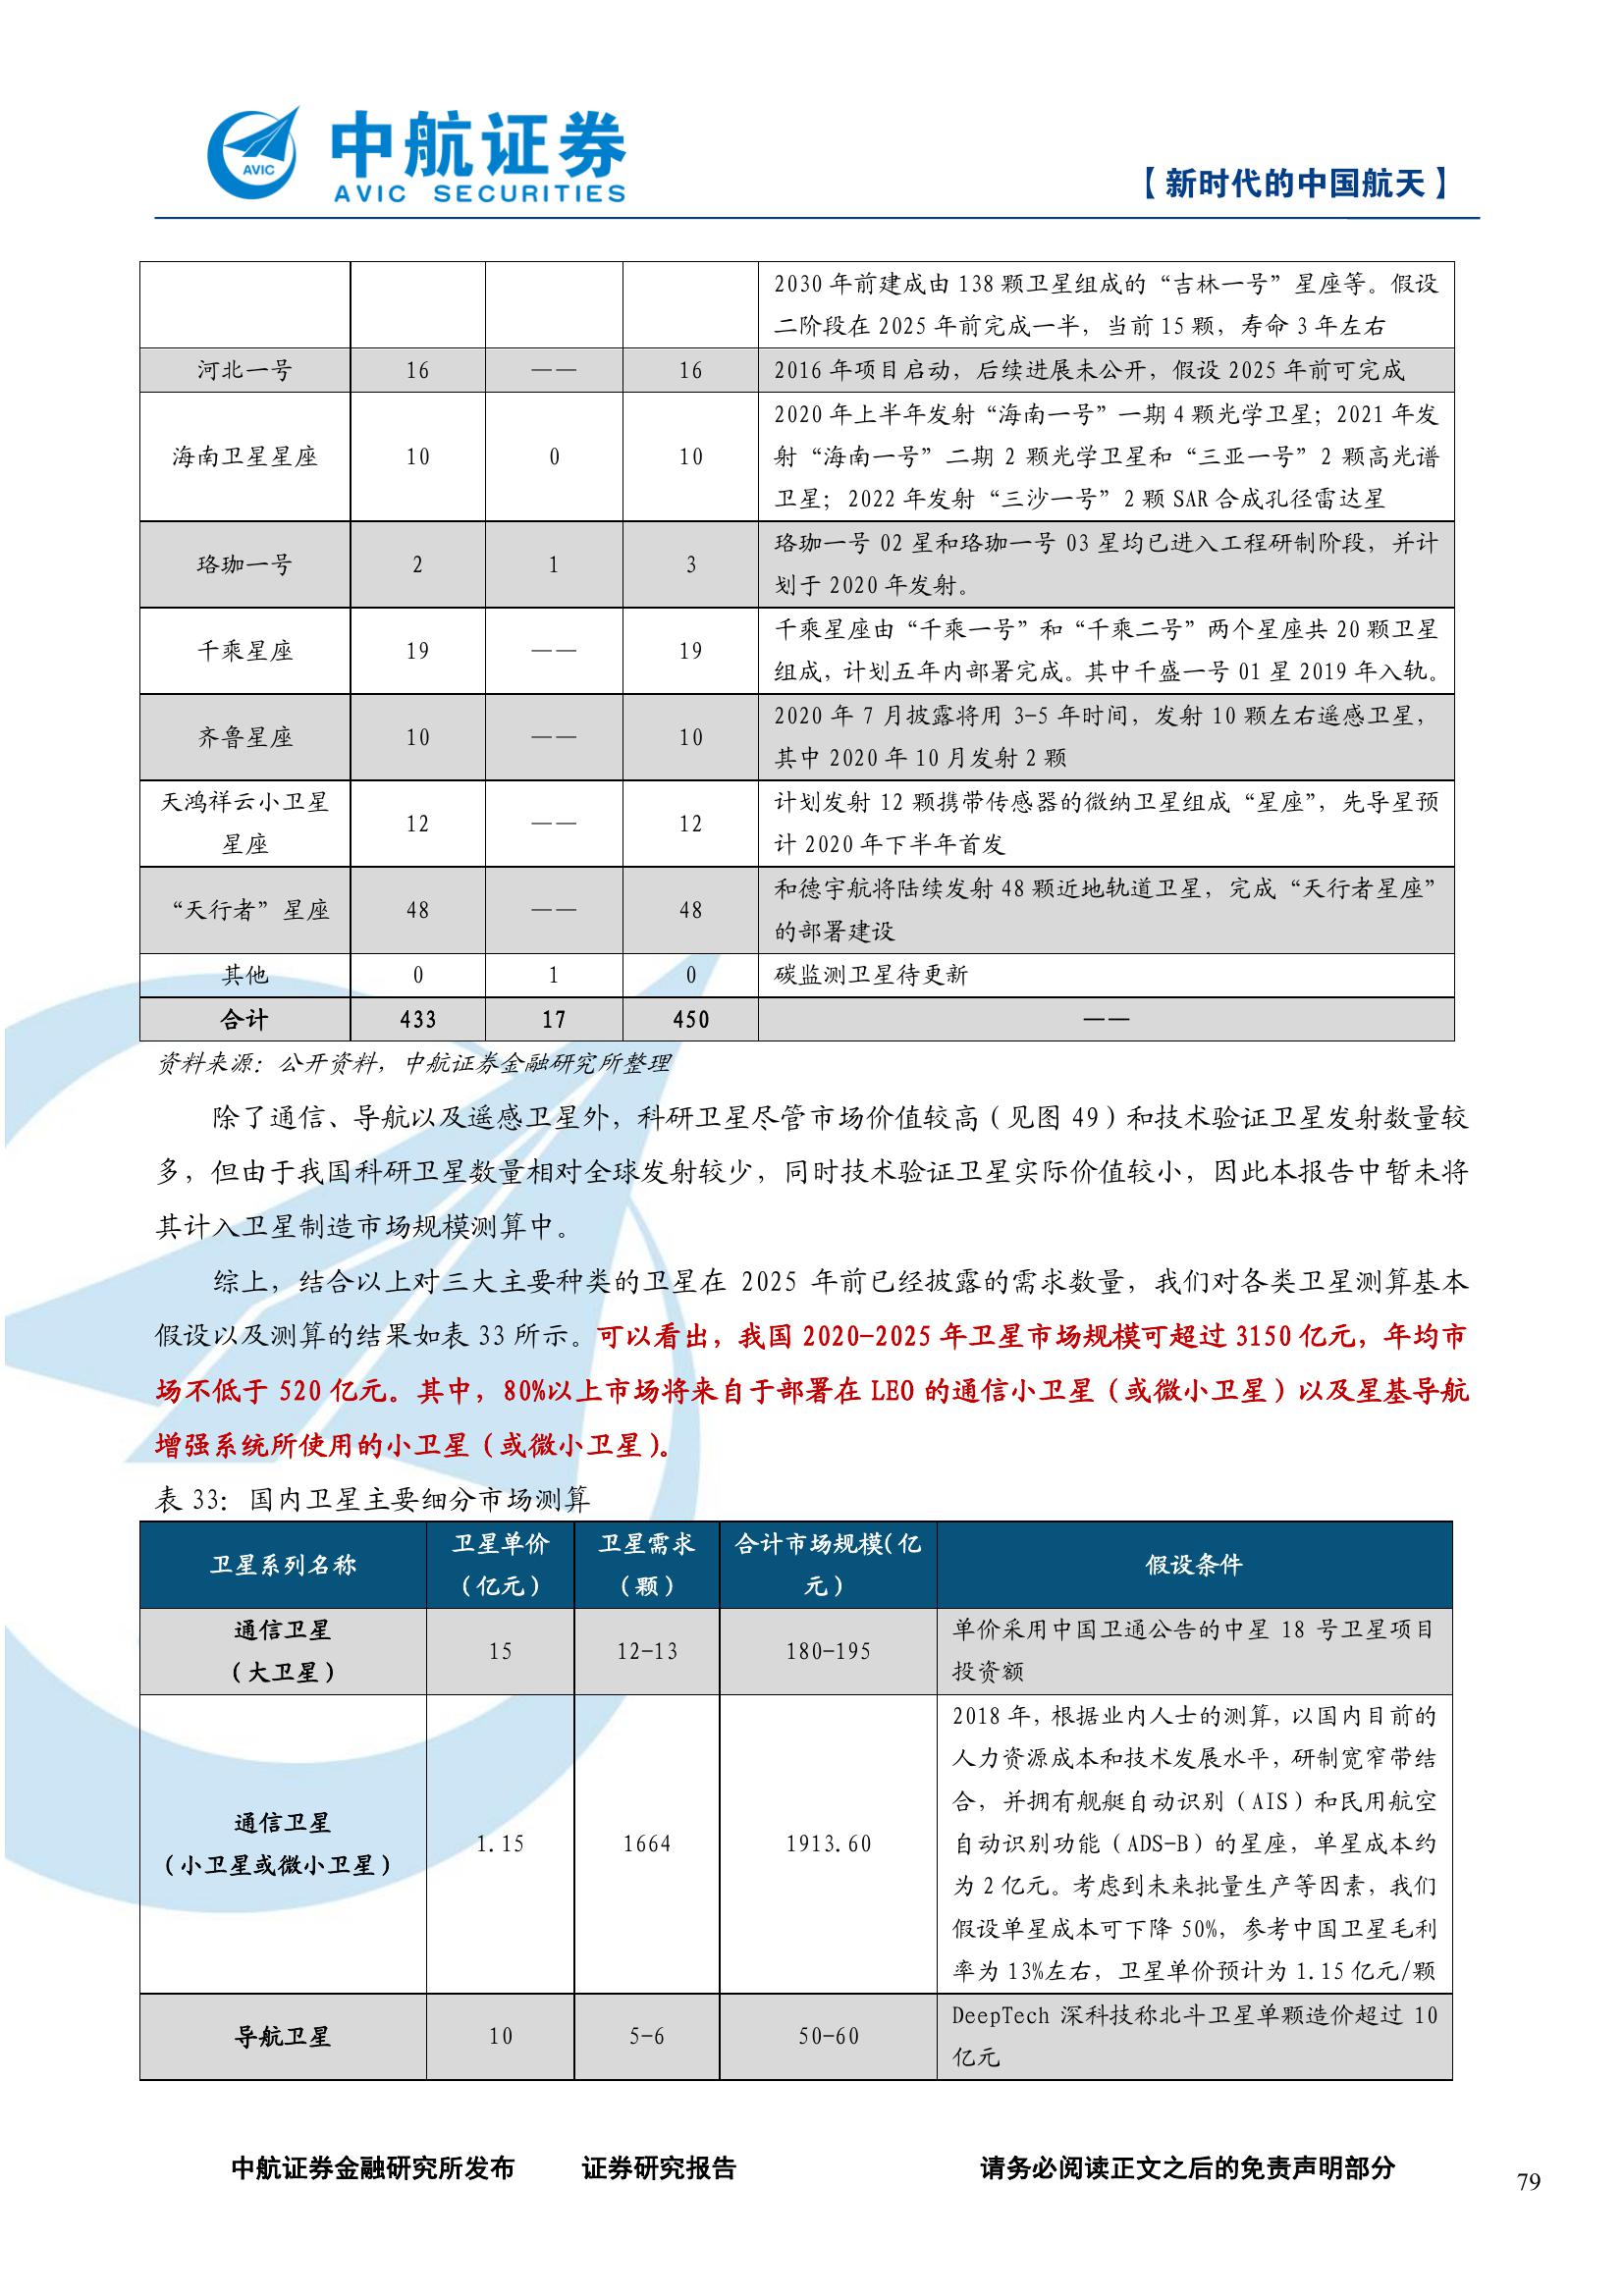 AVIC
中航证券
AVIC SECURITIES
【新时代的中国航天】
2030 年前建成由 138 颗卫星组成的“吉林一号”星座等。假设
二阶段在 2025 年前完成一半，当前 15 颗，寿命 3 年左右
河北一号 16 —— 16 2016 年项目启动，后续进展未公开，假设 2025 年前可完成
海南卫星星座 10 0 10
2020 年上半年发射“海南一号”一期 4 颗光学卫星；2021 年发
射“海南一号”二期 2 颗光学卫星和“三亚一号”2 颗高光谱
卫星；2022 年发射“三沙一号”2 颗 SAR 合成孔径雷达星
珞珈一号 2 1 3
珞珈一号 02 星和珞珈一号 03 星均已进入工程研制阶段，并计
划于 2020 年发射。
千乘星座 19 —— 19
千乘星座由“千乘一号”和“千乘二号”两个星座共 20 颗卫星
组成，计划五年内部署完成。其中千盛一号 01 星 2019 年入轨。
齐鲁星座 10 —— 10
2020 年 7 月披露将用 3-5 年时间，发射 10 颗左右遥感卫星，
其中 2020 年 10 月发射 2 颗
天鸿祥云小卫星
星座
12 —— 12
计划发射 12 颗携带传感器的微纳卫星组成“星座”，先导星预
计 2020 年下半年首发
“天行者”星座 48 —— 48
和德宇航将陆续发射 48 颗近地轨道卫星，完成“天行者星座”
的部署建设
其他 0 1 0 碳监测卫星待更新
合计 433 17 450 ——
资料来源：公开资料，中航证券金融研究所整理
除了通信、导航以及遥感卫星外，科研卫星尽管市场价值较高（见图 49）和技术验证卫星发射数量较
多，但由于我国科研卫星数量相对全球发射较少，同时技术验证卫星实际价值较小，因此本报告中暂未将
其计入卫星制造市场规模测算中。
综上，结合以上对三大主要种类的卫星在 2025 年前已经披露的需求数量，我们对各类卫星测算基本
假设以及测算的结果如表 33 所示。可以看出，我国 2020-2025 年卫星市场规模可超过 3150 亿元，年均市
场不低于 520 亿元。其中，80%以上市场将来自于部署在 LEO 的通信小卫星（或微小卫星）以及星基导航
增强系统所使用的小卫星（或微小卫星）。
表 33：国内卫星主要细分市场测算
卫星系列名称
卫星单价
（亿元）
卫星需求
（颗）
合计市场规模（亿
元）
假设条件
通信卫星
（大卫星）
15 12-13 180-195
单价采用中国卫通公告的中星 18 号卫星项目
投资额
通信卫星
（小卫星或微小卫星）
1.15 1664 1913.60
2018 年，根据业内人士的测算，以国内目前的
人力资源成本和技术发展水平，研制宽窄带结
合，并拥有舰艇自动识别（AIS）和民用航空
自动识别功能（ADS-B）的星座，单星成本约
为 2 亿元。考虑到未来批量生产等因素，我们
假设单星成本可下降 50%，参考中国卫星毛利
率为 13%左右，卫星单价预计为 1.15 亿元/颗
导航卫星 10 5-6 50-60
DeepTech 深科技称北斗卫星单颗造价超过 10
亿元
中航证券金融研究所发布 证券研究报告 请务必阅读正文之后的免责声明部分
79